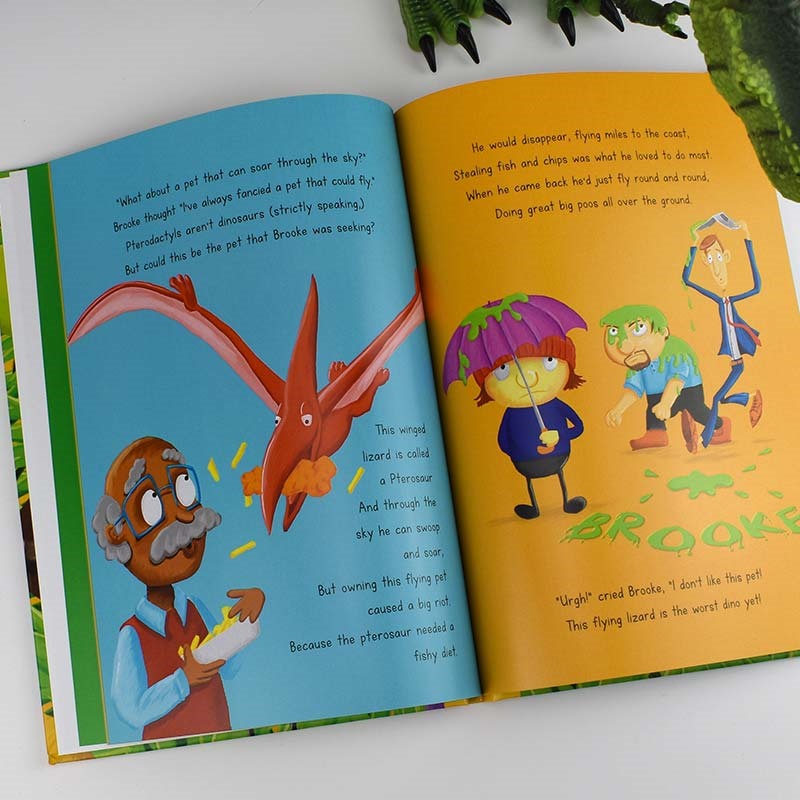 "What about a pet that can soar through the sky?"
Brooke thought "I've always fancied a pet that could fly."
Pterodactyls aren't dinosaurs (strictly speaking,)
But could this be the pet that Brooke was seeking?
This winged
lizard is called
a Pterosaur
And through the
sky he can swoop
and soar,
But owning this flying pet
caused a big riot.
Because the pterosaur needed a
fishy diet.
He would disappear, flying miles to the coast,
Stealing fish and chips was what he loved to do most.
When he came back he'd just fly round and round,
Doing great big poos all over the ground.
BROOKE
"Urgh!" cried Brooke, "I don't like this pet!
This flying lizard is the worst dino yet!